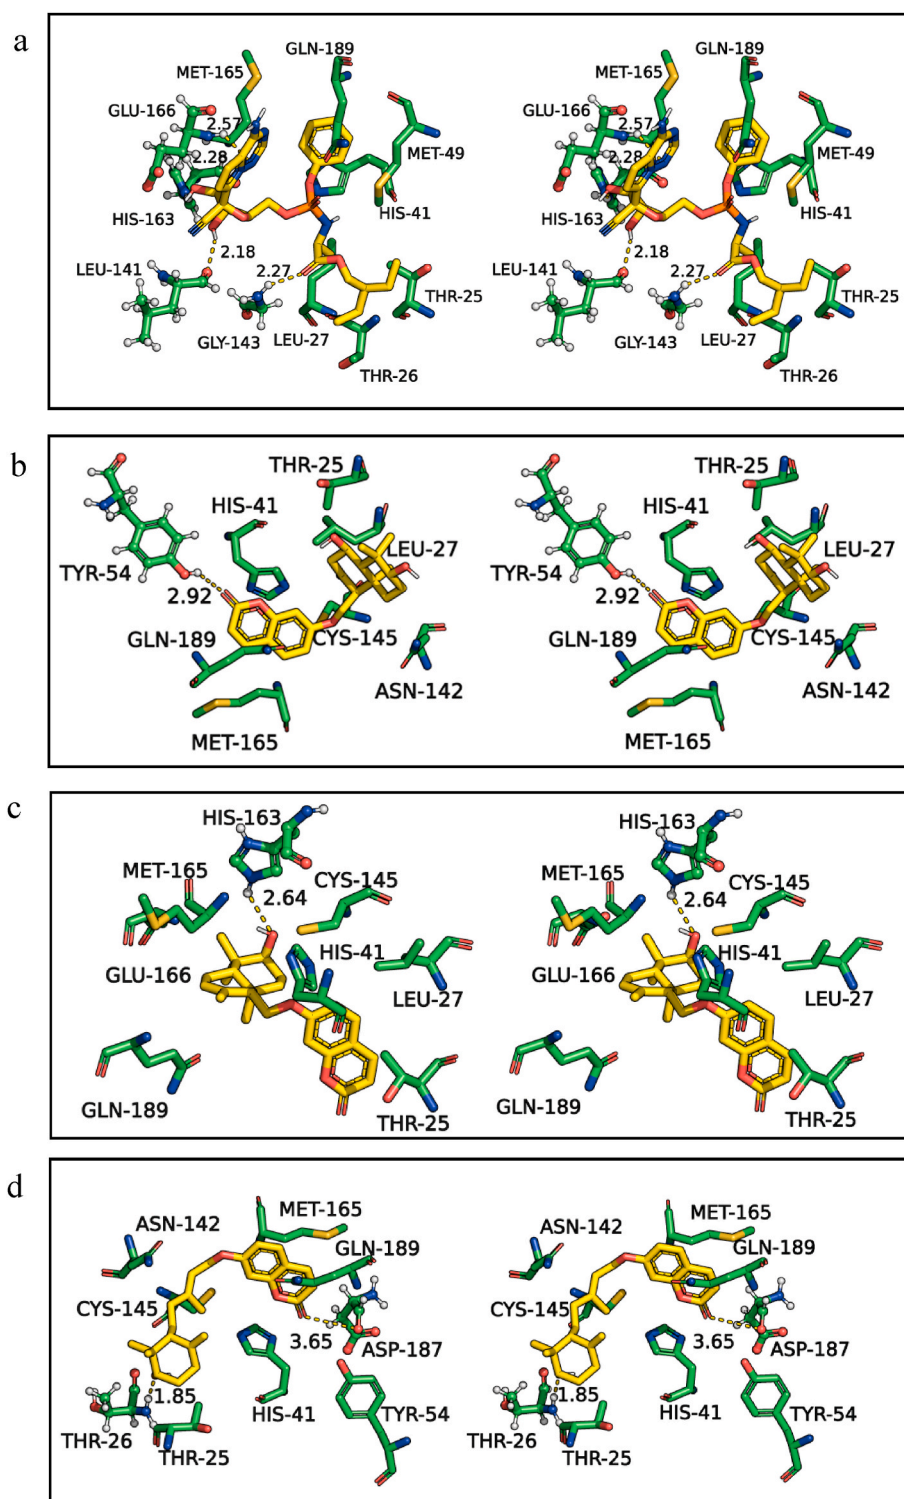 a
GLN-189 GLN-189
MET-165 MET-165
GLU-166 GLU-166
2.57 2.57
MET-49 MET-49
2.28 2.28
HIS-163 HIS-41 HIS-163 HIS-41
2.18 2.18
LEU-141 2.27 LEU-141 2.27
THR-25 THR-25
GLY-143 LEU-27 GLY-143 LEU-27
THR-26 THR-26
b
THR-25 THR-25
HIS-41 HIS-41
LEU-27 LEU-27
TYR-54 TYR-54
2.92 2.92
GLN-189 CYS-145 GLN-189 CYS-145
ASN-142 ASN-142
MET-165 MET-165
c
HIS-163 HIS-163
MET-165 CYS-145 MET-165 CYS-145
2.64 2.64
HIS-41 HIS-41
GLU-166 GLU-166
LEU-27 LEU-27
GLN-189 GLN-189
THR-25 THR-25
d
MET-165 MET-165
ASN-142 ASN-142
GLN-189 GLN-189
CYS-145 CYS-145
3.65 3.65
ASP-187 ASP-187
1.85 1.85
HIS-41 TYR-54 HIS-41 TYR-54
THR-26 THR-26
THR-25 THR-25